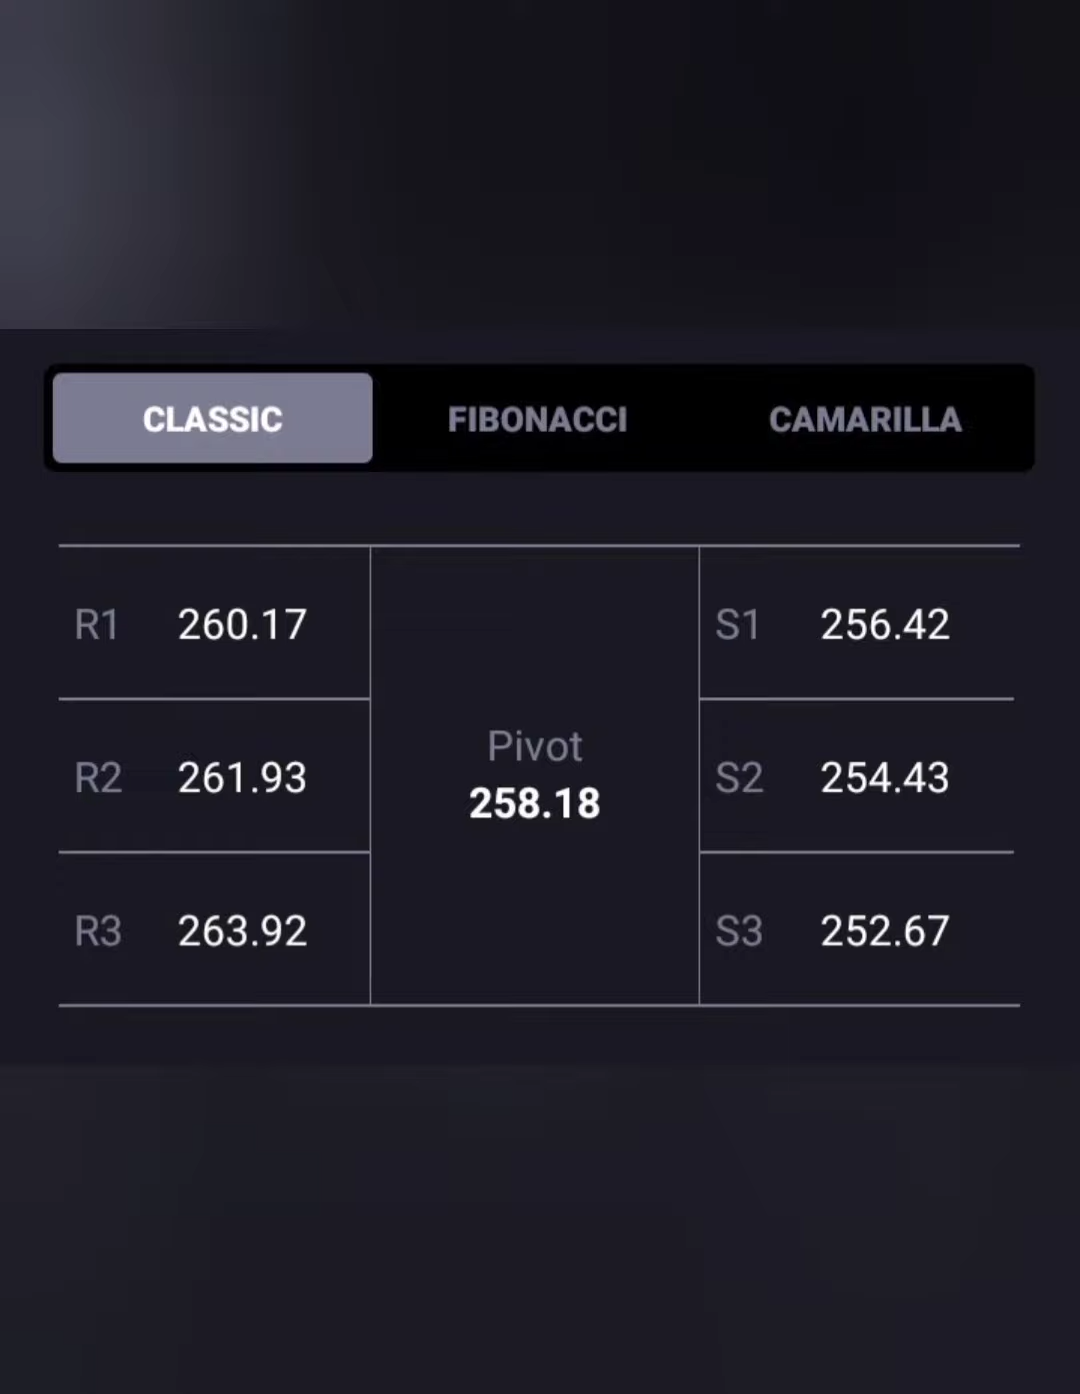 CLASSIC FIBONACCI CAMARILLA
R1 260.17
R2 261.93
R3 263.92
Pivot
258.18
S1 256.42
S2 254.43
S3 252.67